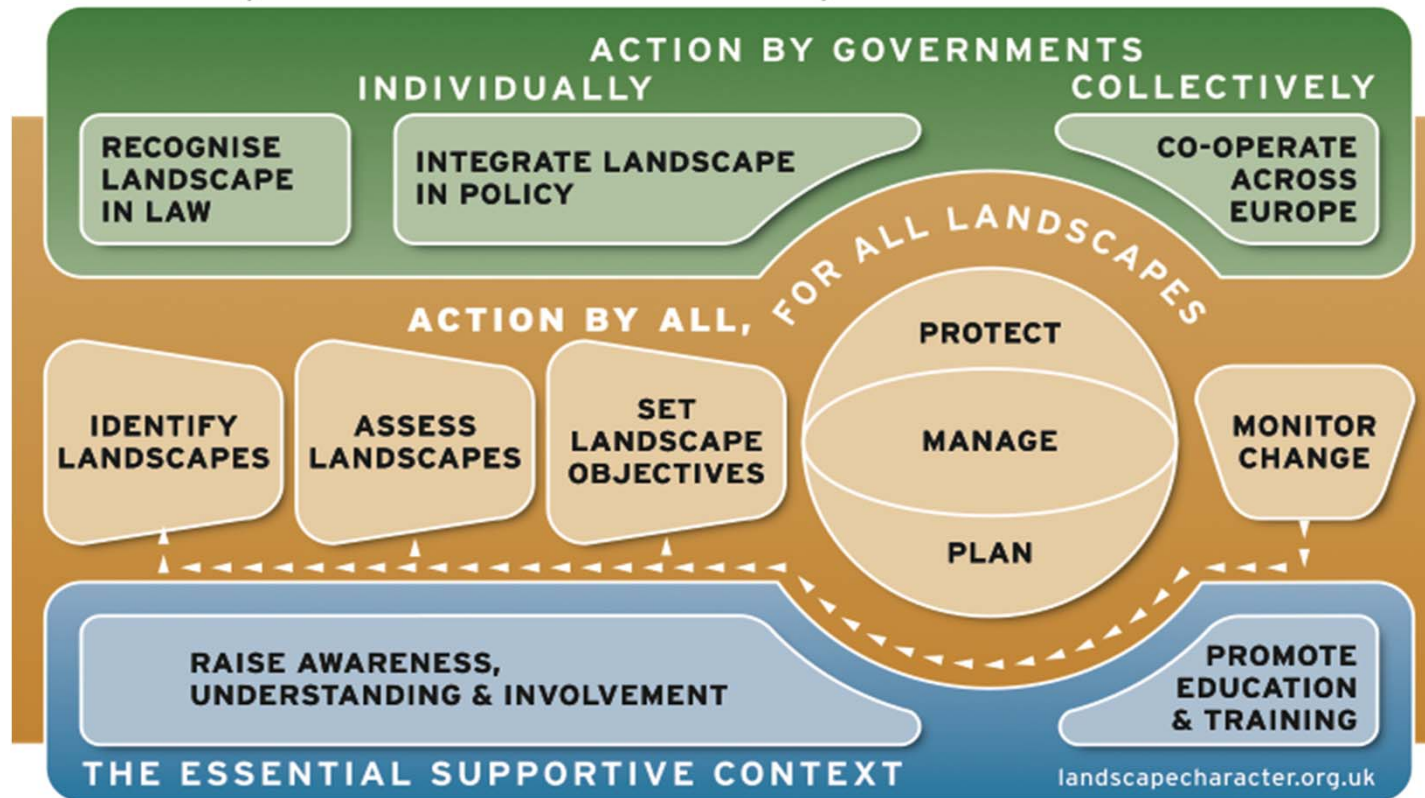 ACTION BY GOVERNMENTS
INDIVIDUALLY
COLLECTIVELY
RECOGNISE
LANDSCAPE
IN LAW
INTEGRATE LANDSCAPE
IN POLICY
CO-OPERATE
ACROSS
EUROPE
ACTION BY ALL,
FOR ALL LANDSCAPES
IDENTIFY
LANDSCAPES
ASSESS
LANDSCAPES
SET
LANDSCAPE
OBJECTIVES
PROTECT
MANAGE
PLAN
MONITOR
CHANGE
RAISE AWARENESS,
UNDERSTANDING & INVOLVEMENT
PROMOTE
EDUCATION
& TRAINING
THE ESSENTIAL SUPPORTIVE CONTEXT
landscapecharacter.org.uk